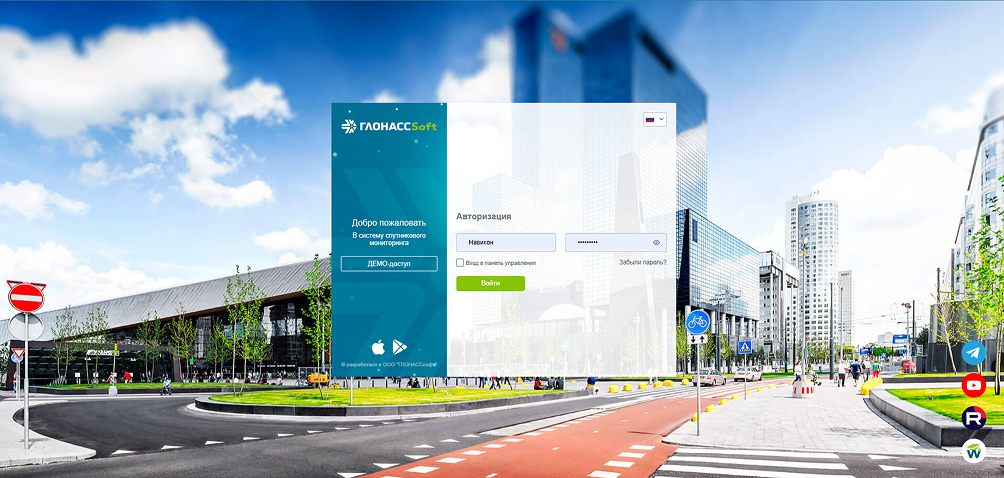 ГЛОНАССSoft
Добро пожаловать
В систему спутникового
мониторинга
ДЕМО-доступ
© разработано в ООО "ГЛОНАССсофт"
Авторизация
Навикон
Вход в панель управления
Забыли пароль?
Войти